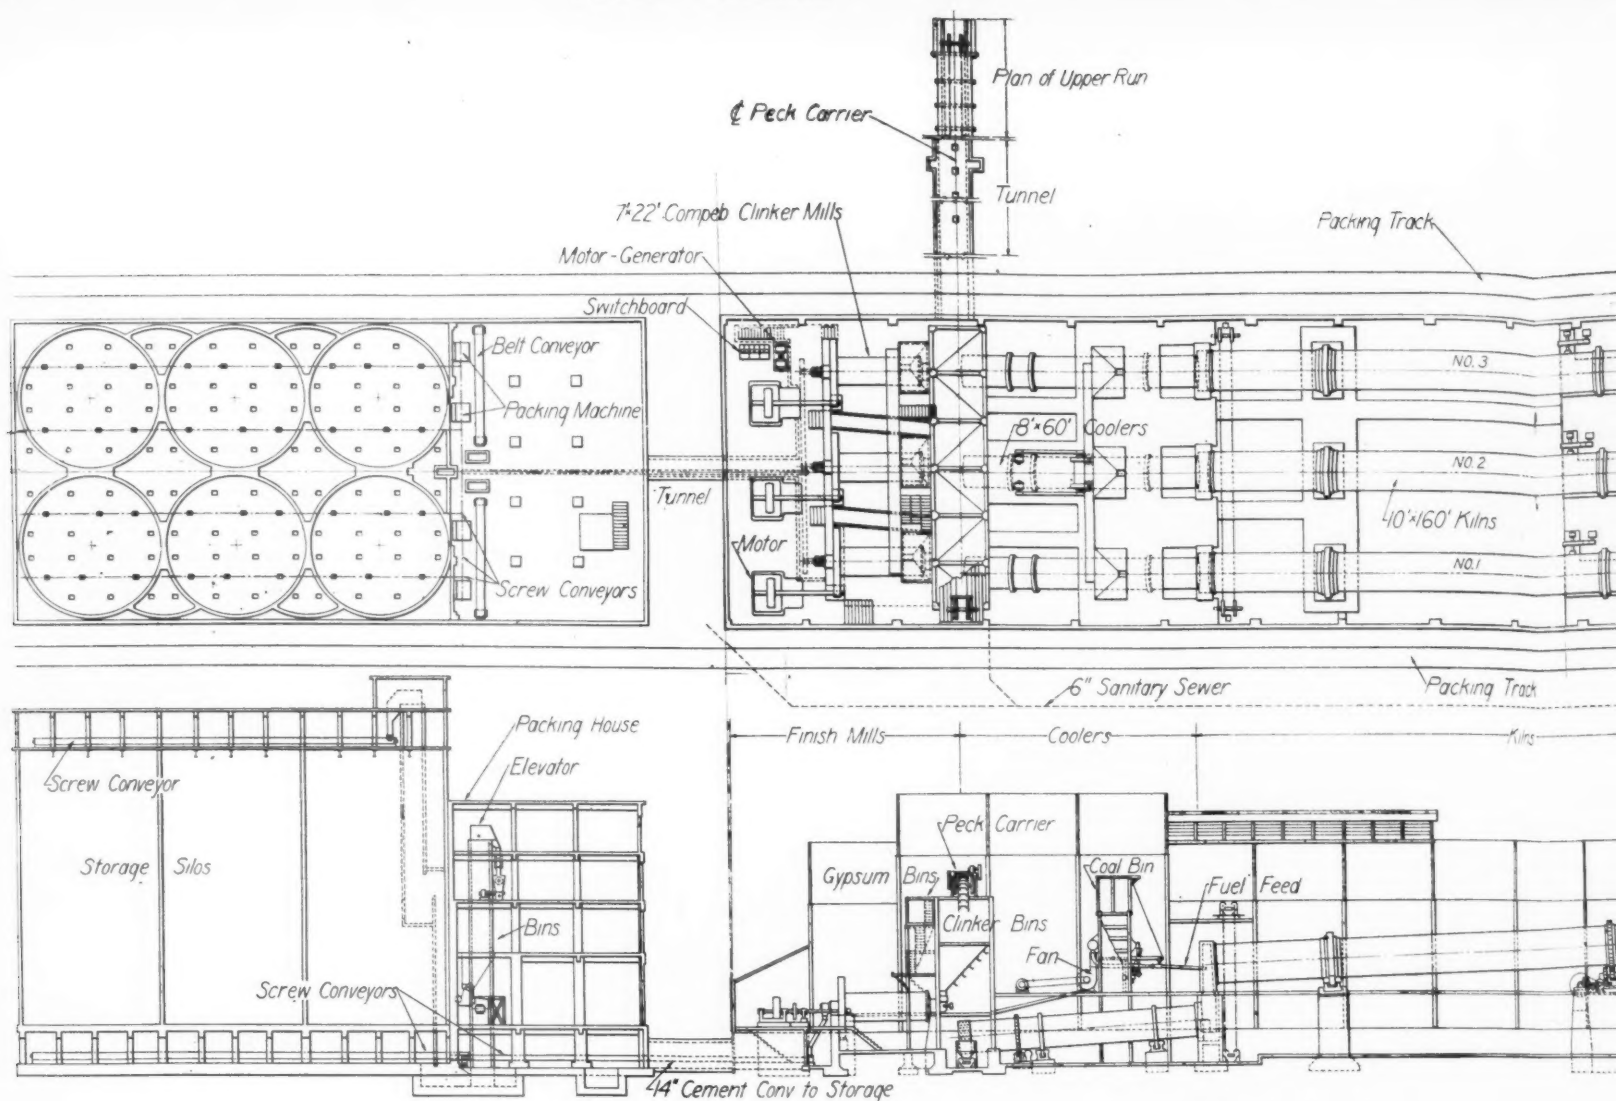 Plan of Upper Run
℄ Peck Carrier
Tunnel
7'×22' Compeb Clinker Mills
Packing Track
Motor-Generator
Switchboard
Belt Conveyor
Packing Machine
NO. 3
8'×60' Coolers
NO. 2
Tunnel
10'×160' Kilns
Motor
NO. 1
Screw Conveyors
6" Sanitary Sewer
Packing Track
Packing House
Finish Mills
Coolers
Kilns
Elevator
Screw Conveyor
Peck Carrier
Storage Silos
Gypsum Bins
Coal Bin
Fuel Feed
Bins
Clinker Bins
Fan
Screw Conveyors
14" Cement Conv to Storage